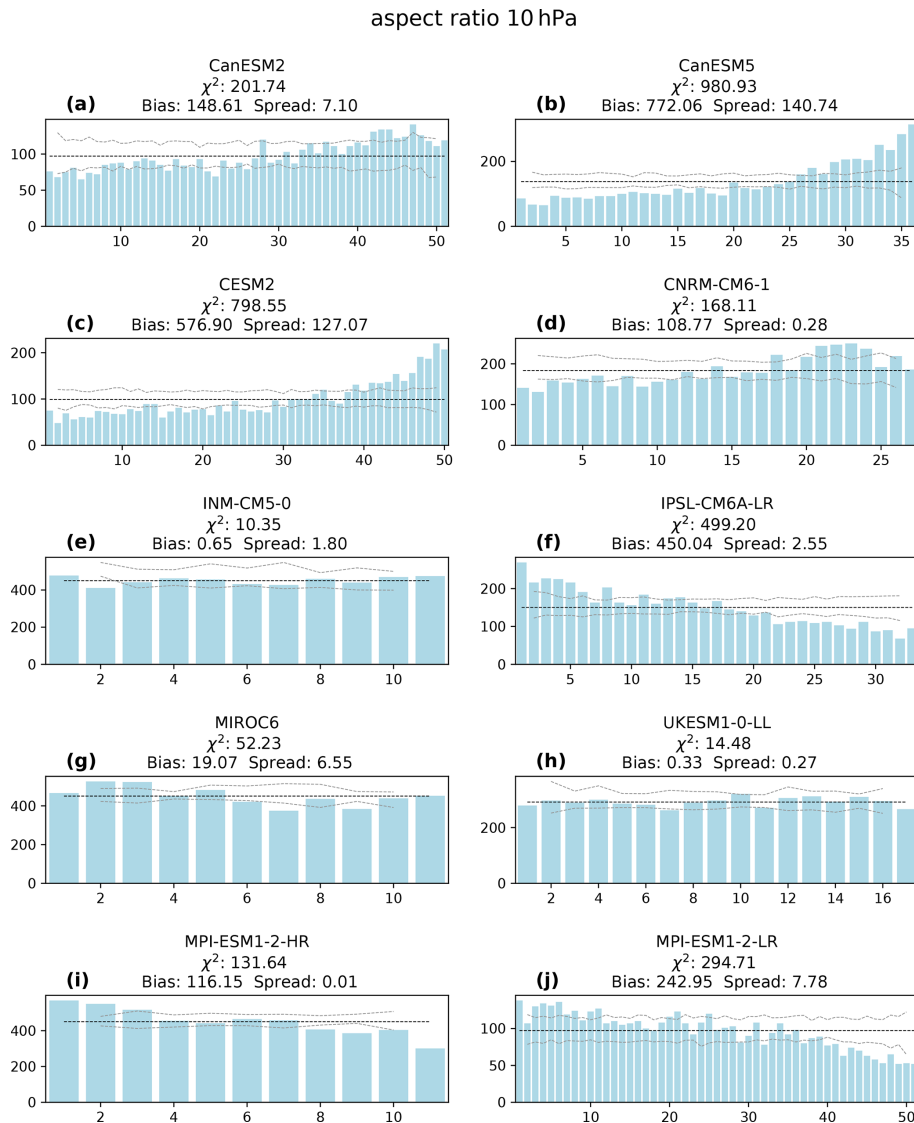 aspect ratio 10 hPa
CanESM2
χ²: 201.74
(a) Bias: 148.61 Spread: 7.10
100
50
0
10 20 30 40 50
CanESM5
χ²: 980.93
(b) Bias: 772.06 Spread: 140.74
200
0
5 10 15 20 25 30 35
CESM2
χ²: 798.55
(c) Bias: 576.90 Spread: 127.07
200
100
0
10 20 30 40 50
CNRM-CM6-1
χ²: 168.11
(d) Bias: 108.77 Spread: 0.28
200
100
0
5 10 15 20 25
INM-CM5-0
χ²: 10.35
(e) Bias: 0.65 Spread: 1.80
400
200
0
2 4 6 8 10
IPSL-CM6A-LR
χ²: 499.20
(f) Bias: 450.04 Spread: 2.55
200
100
0
5 10 15 20 25 30
MIROC6
χ²: 52.23
(g) Bias: 19.07 Spread: 6.55
400
200
0
2 4 6 8 10
UKESM1-0-LL
χ²: 14.48
(h) Bias: 0.33 Spread: 0.27
200
0
2 4 6 8 10 12 14 16
MPI-ESM1-2-HR
χ²: 131.64
(i) Bias: 116.15 Spread: 0.01
400
200
0
2 4 6 8 10
MPI-ESM1-2-LR
χ²: 294.71
(j) Bias: 242.95 Spread: 7.78
100
50
0
10 20 30 40 50